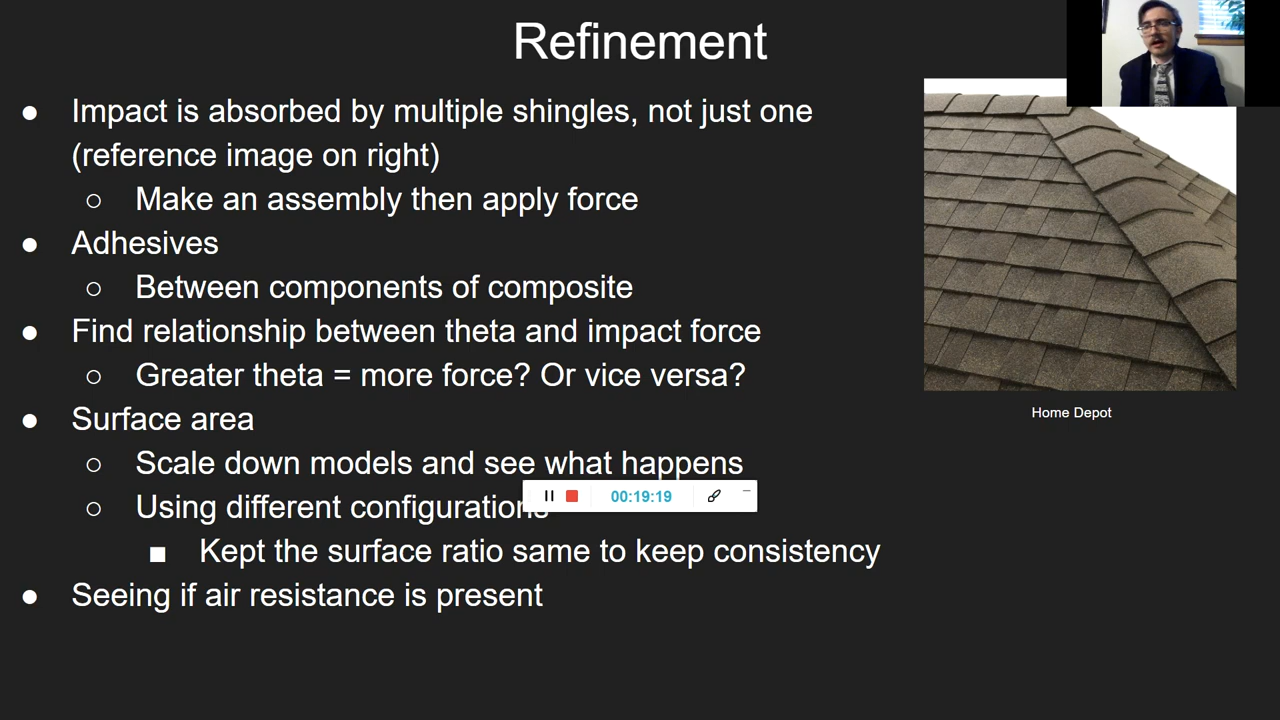 Refinement
● Impact is absorbed by multiple shingles, not just one
(reference image on right)
○ Make an assembly then apply force
● Adhesives
○ Between components of composite
● Find relationship between theta and impact force
○ Greater theta = more force? Or vice versa?
● Surface area
○ Scale down models and see what happens
○ Using different configurations
■ Kept the surface ratio same to keep consistency
● Seeing if air resistance is present
Home Depot
00:19:19